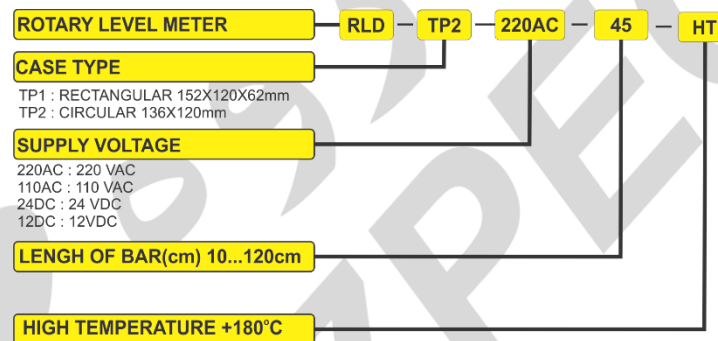 ROTARY LEVEL METER RLD – TP2 – 220AC – 45 – HT
CASE TYPE
TP1 : RECTANGULAR 152X120X62mm
TP2 : CIRCULAR 136X120mm
SUPPLY VOLTAGE
220AC : 220 VAC
110AC : 110 VAC
24DC : 24 VDC
12DC : 12VDC
LENGH OF BAR(cm) 10...120cm
HIGH TEMPERATURE +180°C